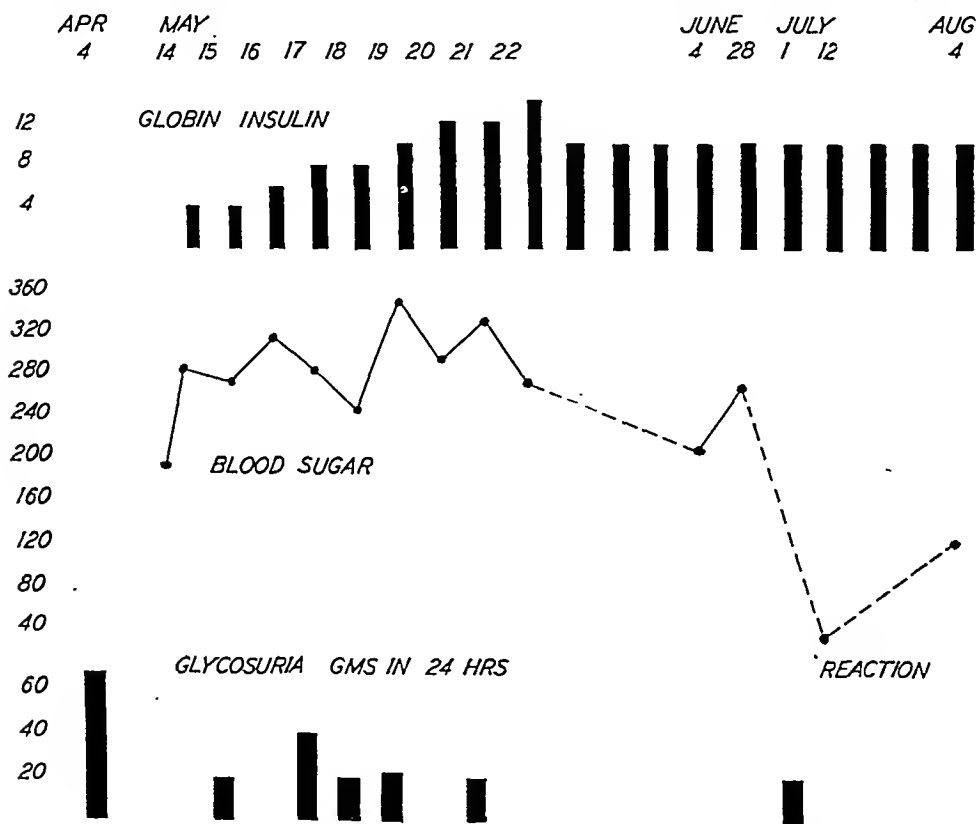 APR MAY JUNE JULY AUG
4 14 15 16 17 18 19 20 21 22 4 28 1 12 4
GLOBIN INSULIN
12
8
4
360
320
280
240
200
160
120
80
40
BLOOD SUGAR
REACTION
GLYCOSURIA GMS IN 24 HRS
60
40
20